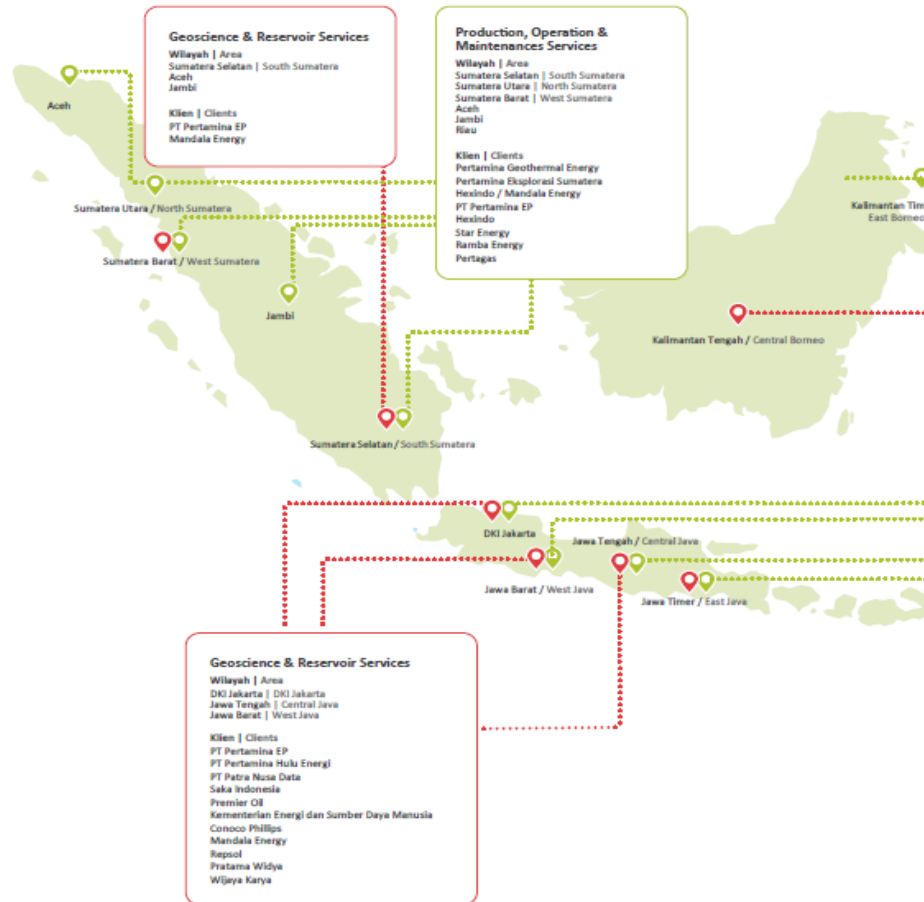 Geoscience & Reservoir Services
Wilayah | Area
Sumatera Selatan | South Sumatera
Aceh
Jambi
Klien | Clients
PT Pertamina EP
Mandala Energy
Production, Operation &
Maintenances Services
Wilayah | Area
Sumatera Selatan | South Sumatera
Sumatera Utara | North Sumatera
Sumatera Barat | West Sumatera
Aceh
Jambi
Riau
Klien | Clients
Pertamina Geothermal Energy
Pertamina Eksplorasi Sumatera
Hexindo / Mandala Energy
PT Pertamina EP
Hexindo
Star Energy
Ramba Energy
Pertagas
Aceh
Sumatera Utara / North Sumatera
Sumatera Barat / West Sumatera
Jambi
Sumatera Selatan / South Sumatera
Kalimantan Tim
East Borneo
Kalimantan Tengah / Central Borneo
DKI Jakarta
Jawa Tengah / Central Java
Jawa Barat / West Java
Jawa Timer / East Java
Geoscience & Reservoir Services
Wilayah | Area
DKI Jakarta | DKI Jakarta
Jawa Tengah | Central Java
Jawa Barat | West Java
Klien | Clients
PT Pertamina EP
PT Pertamina Hulu Energi
PT Patra Nusa Data
Saka Indonesia
Premier Oil
Kementerian Energi dan Sumber Daya Manusia
Conoco Phillips
Mandala Energy
Repsol
Pratama Widya
Wijaya Karya